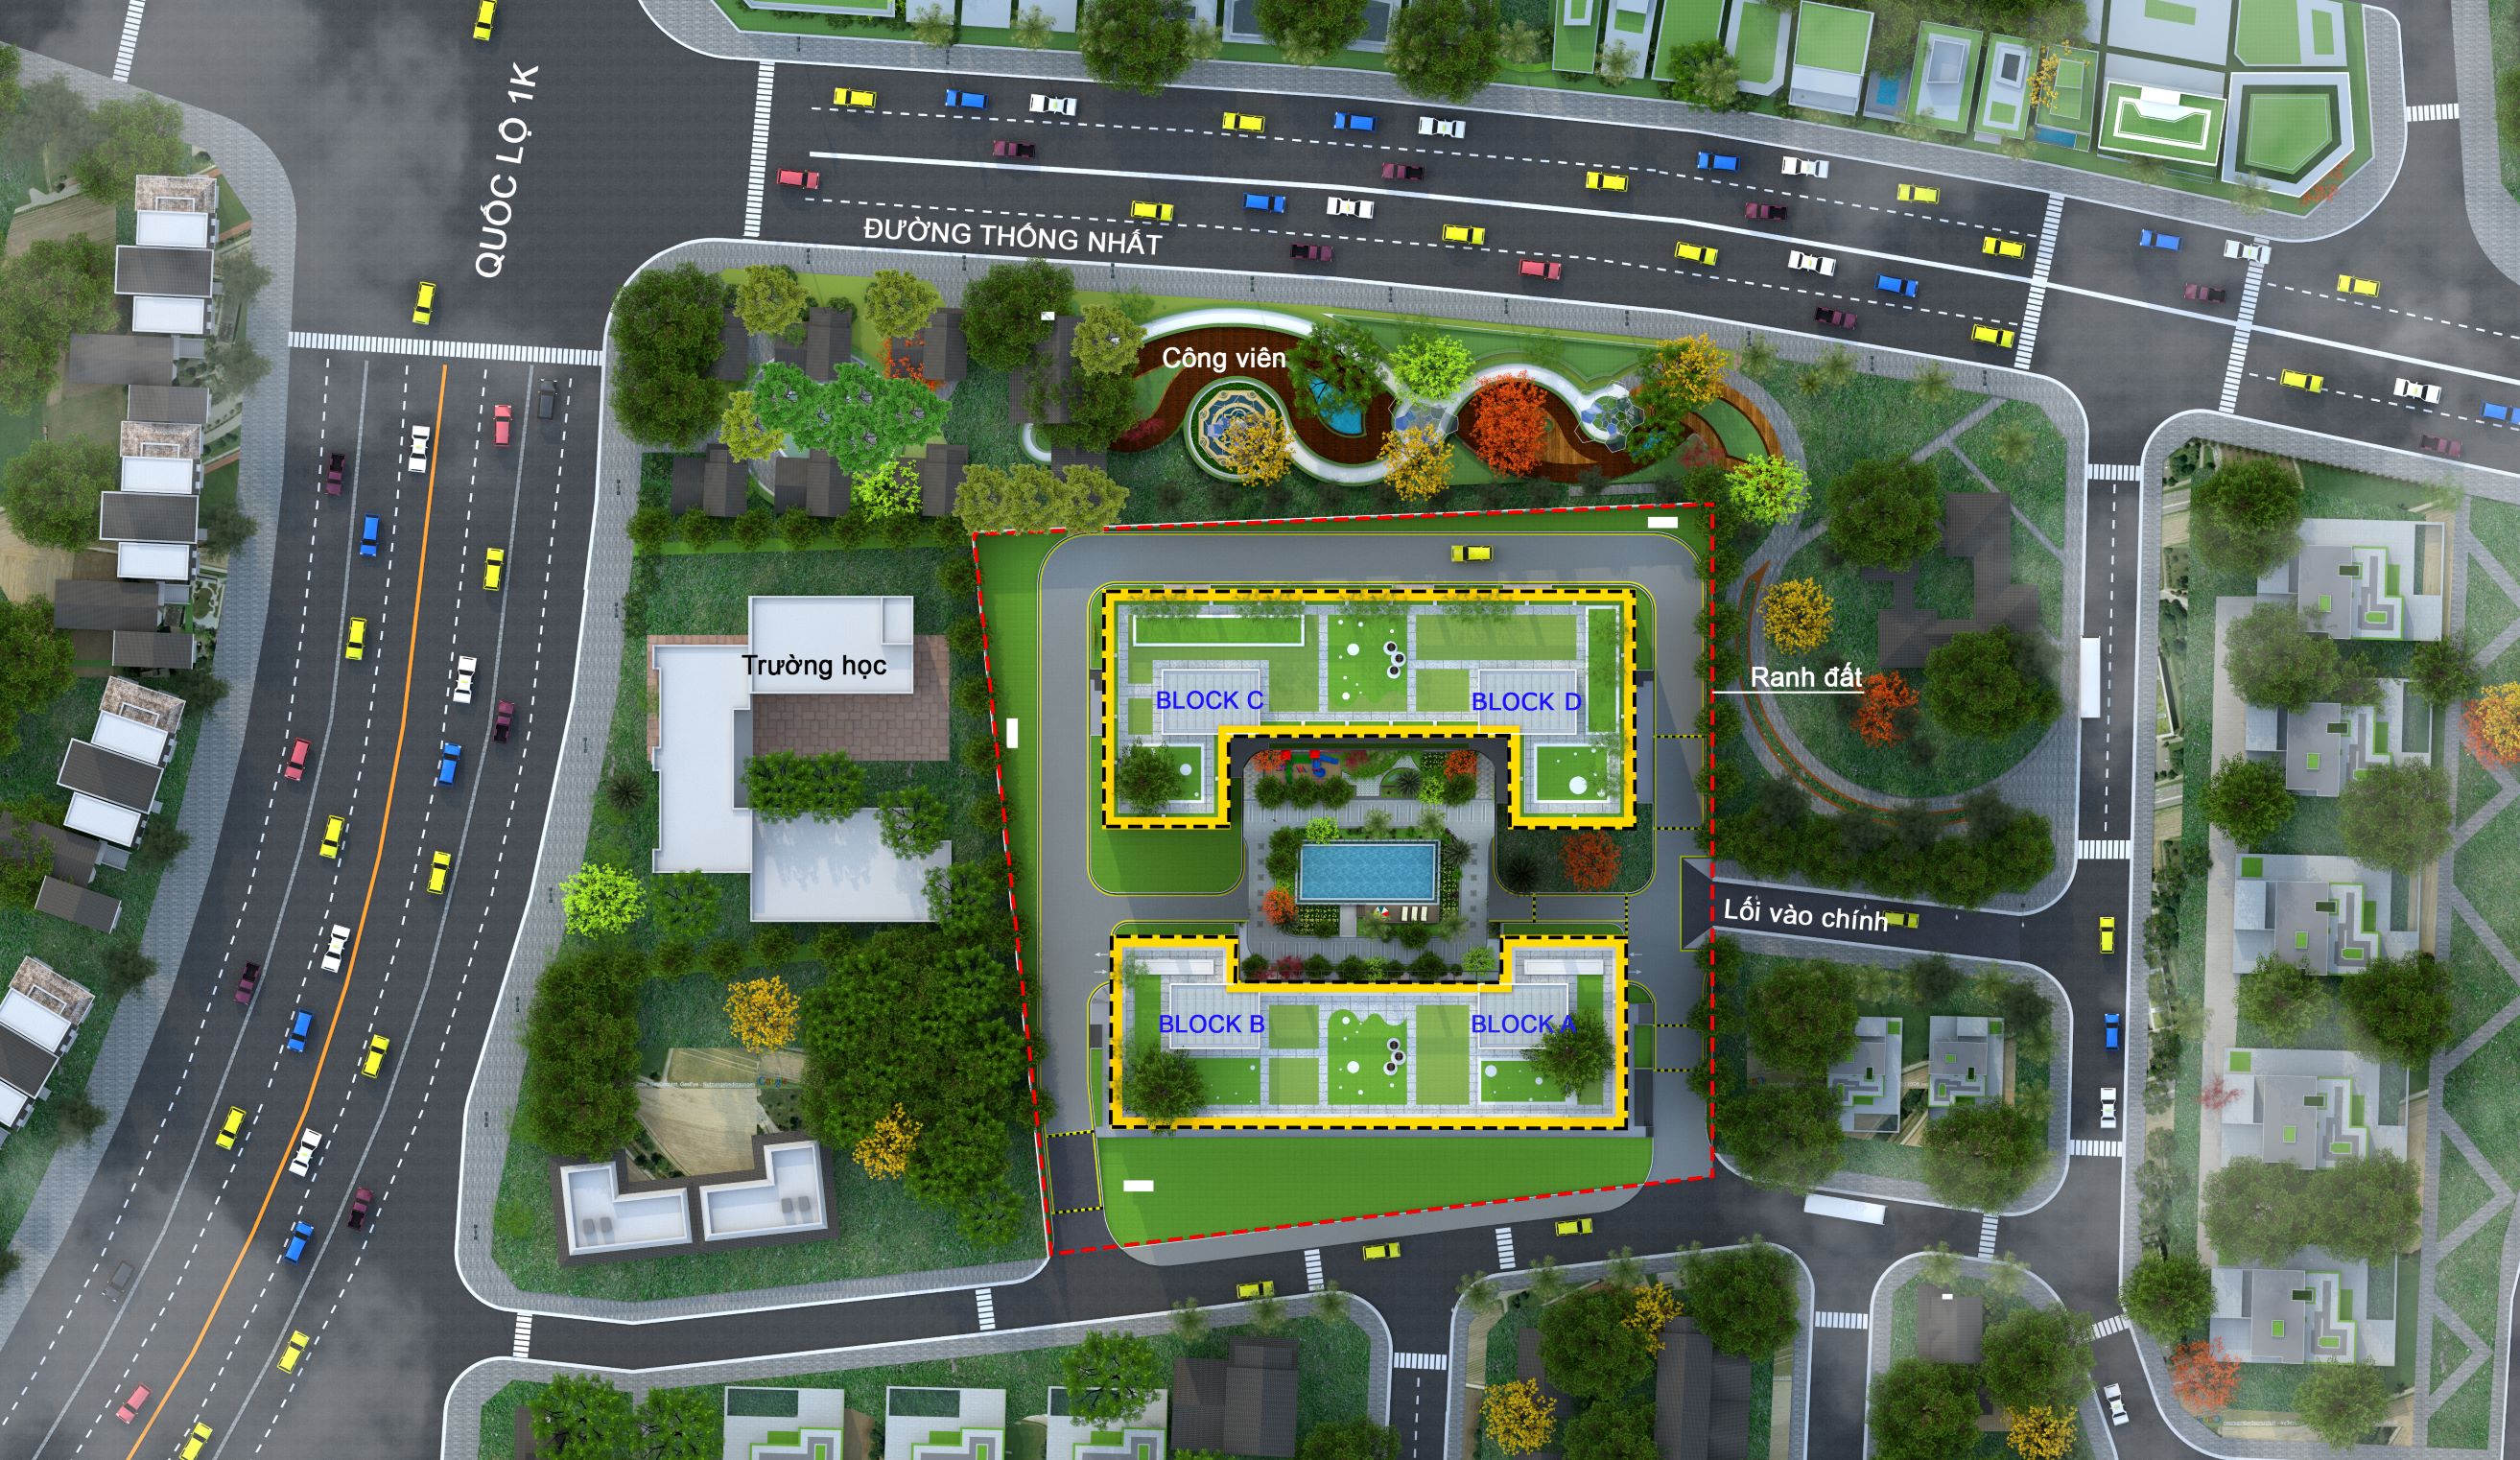 QUỐC LỘ 1K
ĐƯỜNG THỐNG NHẤT
Công viên
Trường học
Ranh đất
BLOCK C
BLOCK D
Lối vào chính
BLOCK B
BLOCK A